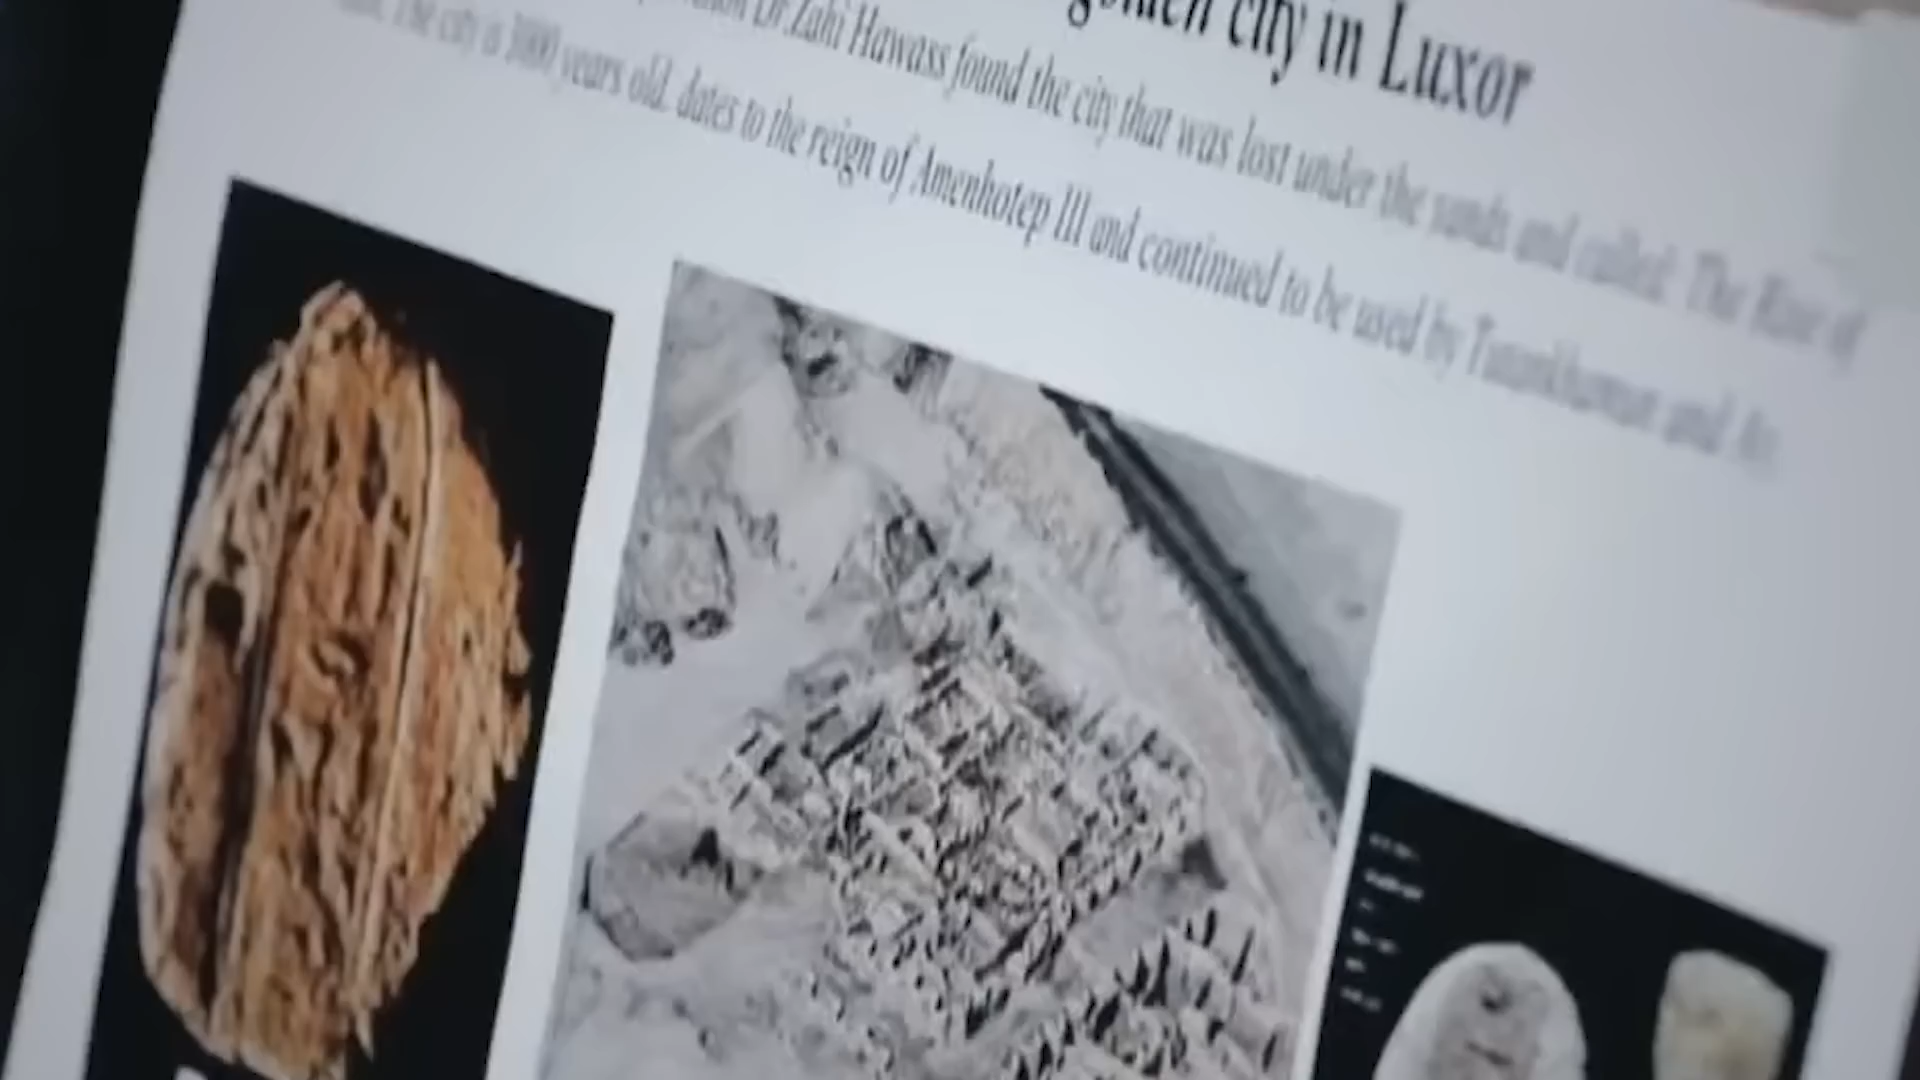 golden city in Luxor
Dr Zahi Hawass found the city that was lost under the sands and called: The Rise of
The city is 3000 years old, dates to the reign of Amenhotep III and continued to be used by Tutankhamun and